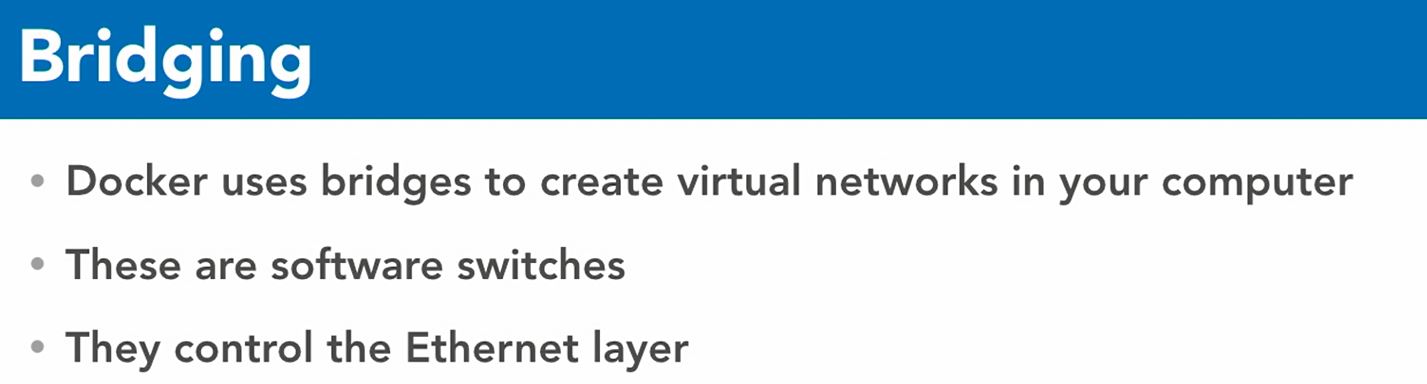 Bridging
• Docker uses bridges to create virtual networks in your computer
• These are software switches
• They control the Ethernet layer